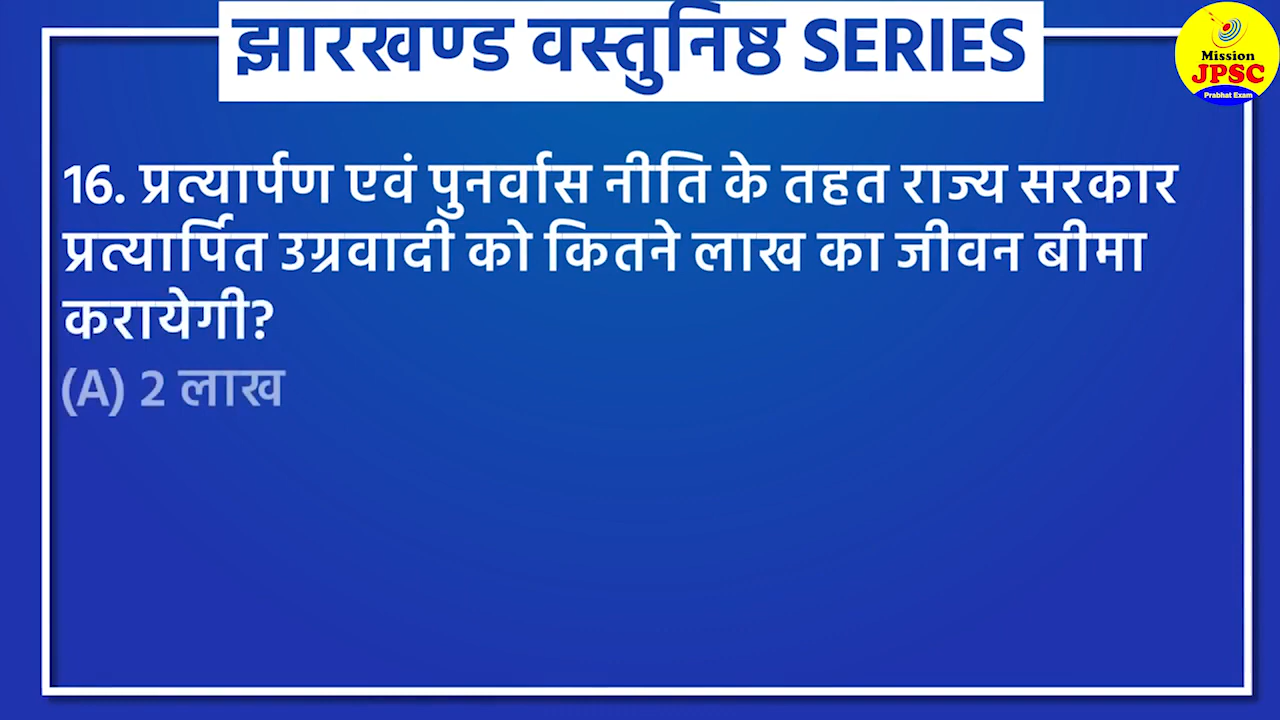 झारखण्ड वस्तुनिष्ठ SERIES
Mission
JPSC
Prabhat Exam
16. प्रत्यार्पण एवं पुनर्वास नीति के तहत राज्य सरकार
प्रत्यार्पित उग्रवादी को कितने लाख का जीवन बीमा
करायेगी?
(A) 2 लाख